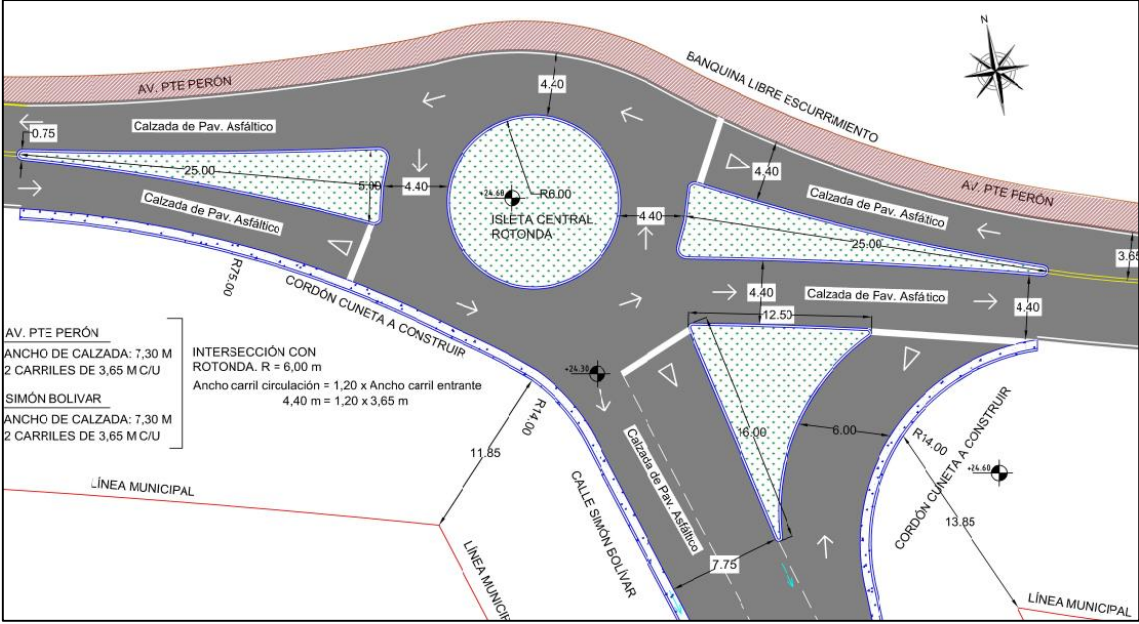 N
AV. PTE PERÓN
BANQUINA LIBRE ESCURRIMIENTO
4.40
Calzada de Pav. Asfáltico
0.75
25.00
5.00
4.40
Calzada de Pav. Asfáltico
+24.60
R6.00
ISLETA CENTRAL
ROTONDA
4.40
4.40
Calzada de Pav. Asfáltico
AV. PTE PERÓN
25.00
3.65
4.40
Calzada de Fav. Asfático
4.40
12.50
R75.00
CORDÓN CUNETA A CONSTRUIR
AV. PTE PERÓN
ANCHO DE CALZADA: 7,30 M
2 CARRILES DE 3,65 M C/U
SIMÓN BOLIVAR
ANCHO DE CALZADA: 7,30 M
2 CARRILES DE 3,65 M C/U
INTERSECCIÓN CON
ROTONDA. R = 6,00 m
Ancho carril circulación = 1,20 x Ancho carril entrante
4,40 m = 1,20 x 3,65 m
+24.30
R14.00
11.85
16.00
6.00
Calzada de Pav. Asfáltico
CALLE SIMÓN BOLÍVAR
7.75
R14.00
CORDÓN CUNETA A CONSTRUIR
+24.60
13.85
LÍNEA MUNICIPAL
LÍNEA MUNICIP
LÍNEA MUNICIPAL